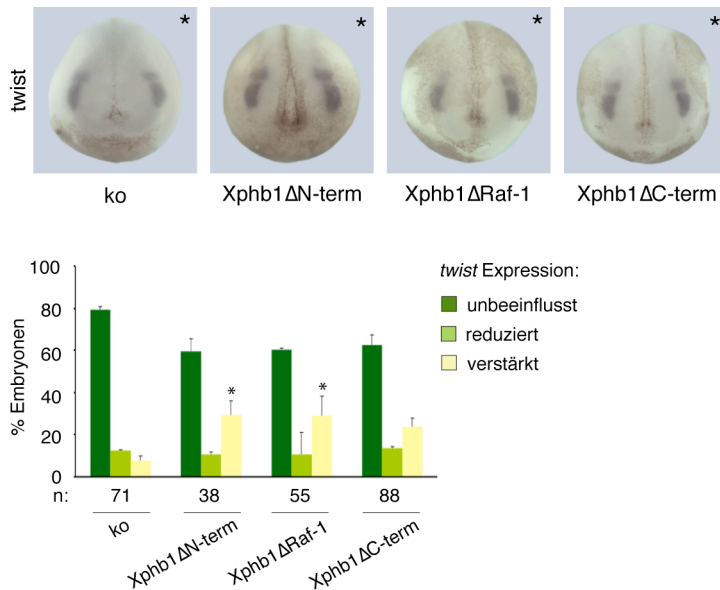 * * * *
twist
ko Xphb1ΔN-term Xphb1ΔRaf-1 Xphb1ΔC-term
twist Expression:
unbeeinflusst
reduziert
verstärkt
% Embryonen
100
80
60
40
20
0
* *
n: 71 38 55 88
ko Xphb1ΔN-term Xphb1ΔRaf-1 Xphb1ΔC-term